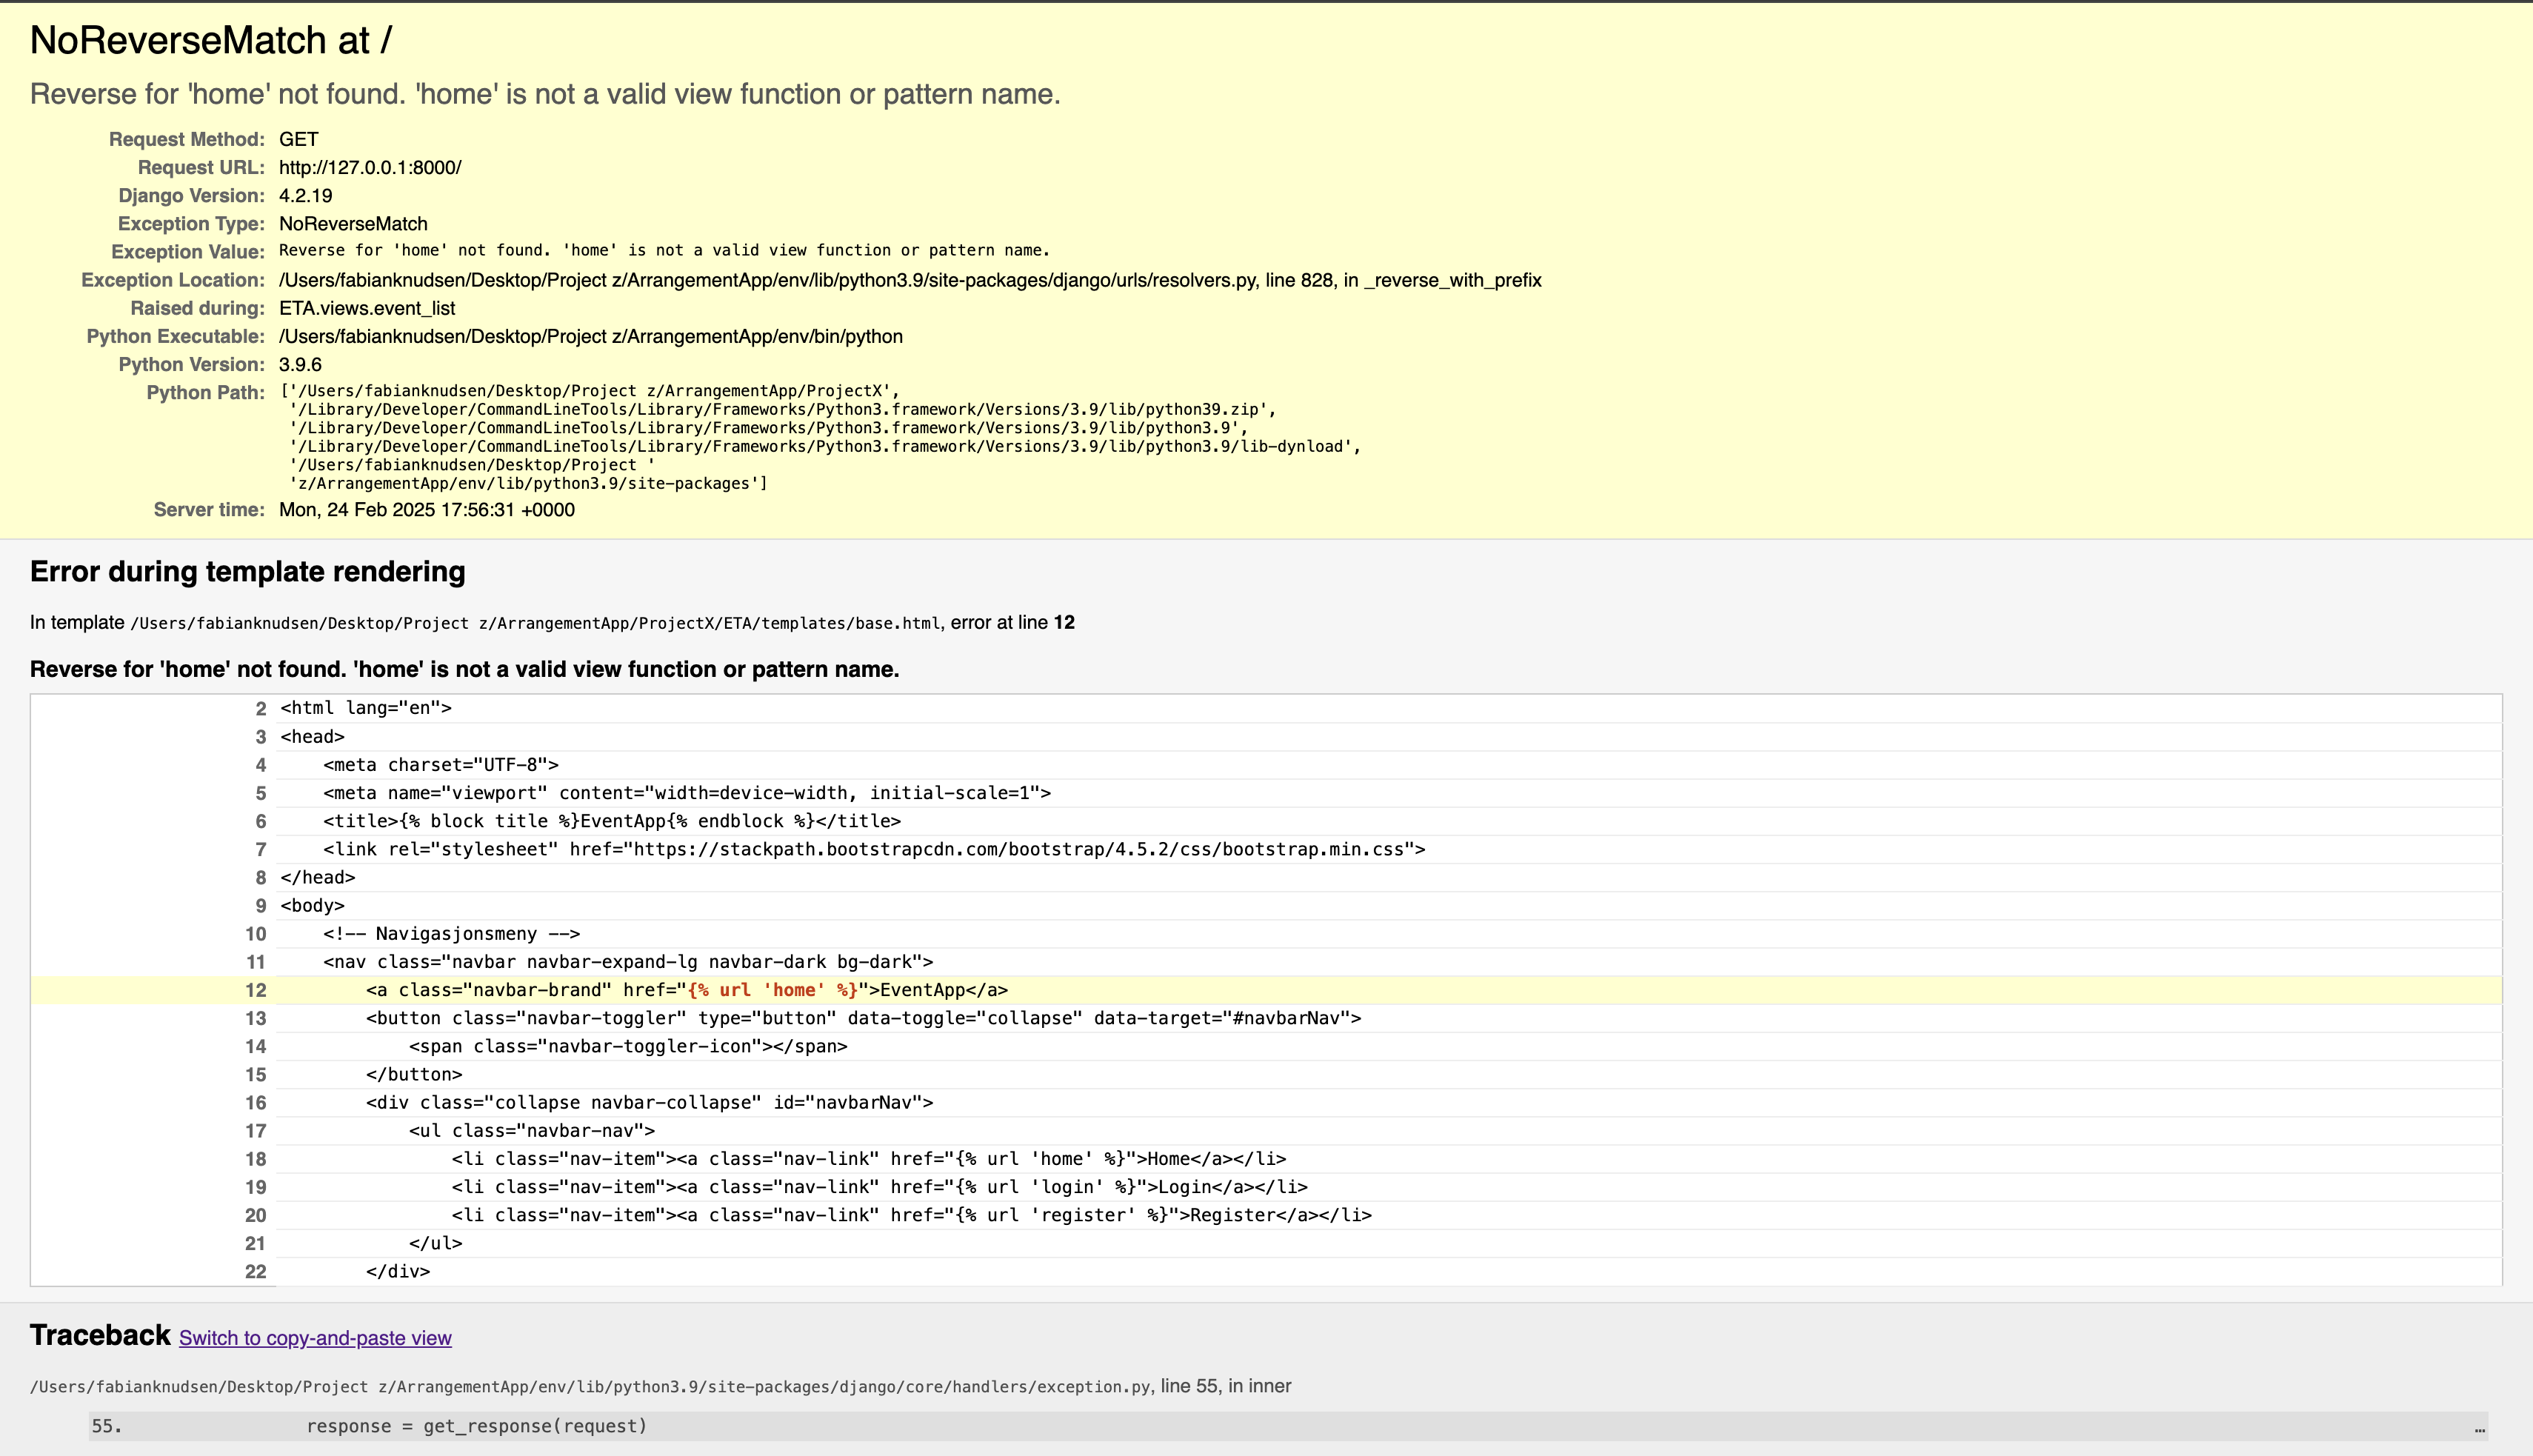 NoReverseMatch at /
Reverse for 'home' not found. 'home' is not a valid view function or pattern name.
Request Method: GET
Request URL: http://127.0.0.1:8000/
Django Version: 4.2.19
Exception Type: NoReverseMatch
Exception Value: Reverse for 'home' not found. 'home' is not a valid view function or pattern name.
Exception Location: /Users/fabianknudsen/Desktop/Project z/ArrangementApp/env/lib/python3.9/site-packages/django/urls/resolvers.py, line 828, in _reverse_with_prefix
Raised during: ETA.views.event_list
Python Executable: /Users/fabianknudsen/Desktop/Project z/ArrangementApp/env/bin/python
Python Version: 3.9.6
Python Path: ['/Users/fabianknudsen/Desktop/Project z/ArrangementApp/ProjectX',
'/Library/Developer/CommandLineTools/Library/Frameworks/Python3.framework/Versions/3.9/lib/python39.zip',
'/Library/Developer/CommandLineTools/Library/Frameworks/Python3.framework/Versions/3.9/lib/python3.9',
'/Library/Developer/CommandLineTools/Library/Frameworks/Python3.framework/Versions/3.9/lib/python3.9/lib-dynload',
'/Users/fabianknudsen/Desktop/Project '
'z/ArrangementApp/env/lib/python3.9/site-packages']
Server time: Mon, 24 Feb 2025 17:56:31 +0000
Error during template rendering
In template /Users/fabianknudsen/Desktop/Project z/ArrangementApp/ProjectX/ETA/templates/base.html, error at line 12
Reverse for 'home' not found. 'home' is not a valid view function or pattern name.
2 <html lang="en">
3 <head>
4     <meta charset="UTF-8">
5     <meta name="viewport" content="width=device-width, initial-scale=1">
6     <title>{% block title %}EventApp{% endblock %}</title>
7     <link rel="stylesheet" href="https://stackpath.bootstrapcdn.com/bootstrap/4.5.2/css/bootstrap.min.css">
8 </head>
9 <body>
10     <!-- Navigasjonsmeny -->
11     <nav class="navbar navbar-expand-lg navbar-dark bg-dark">
12         <a class="navbar-brand" href="{% url 'home' %}">EventApp</a>
13         <button class="navbar-toggler" type="button" data-toggle="collapse" data-target="#navbarNav">
14             <span class="navbar-toggler-icon"></span>
15         </button>
16         <div class="collapse navbar-collapse" id="navbarNav">
17             <ul class="navbar-nav">
18                 <li class="nav-item"><a class="nav-link" href="{% url 'home' %}">Home</a></li>
19                 <li class="nav-item"><a class="nav-link" href="{% url 'login' %}">Login</a></li>
20                 <li class="nav-item"><a class="nav-link" href="{% url 'register' %}">Register</a></li>
21             </ul>
22         </div>
Traceback Switch to copy-and-paste view
/Users/fabianknudsen/Desktop/Project z/ArrangementApp/env/lib/python3.9/site-packages/django/core/handlers/exception.py, line 55, in inner
55.                 response = get_response(request) …